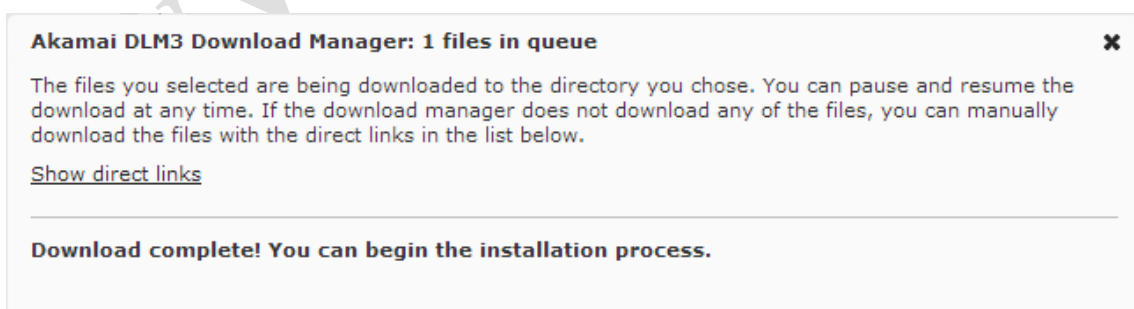 Akamai DLM3 Download Manager: 1 files in queue
The files you selected are being downloaded to the directory you chose. You can pause and resume the
download at any time. If the download manager does not download any of the files, you can manually
download the files with the direct links in the list below.
Show direct links
Download complete! You can begin the installation process.